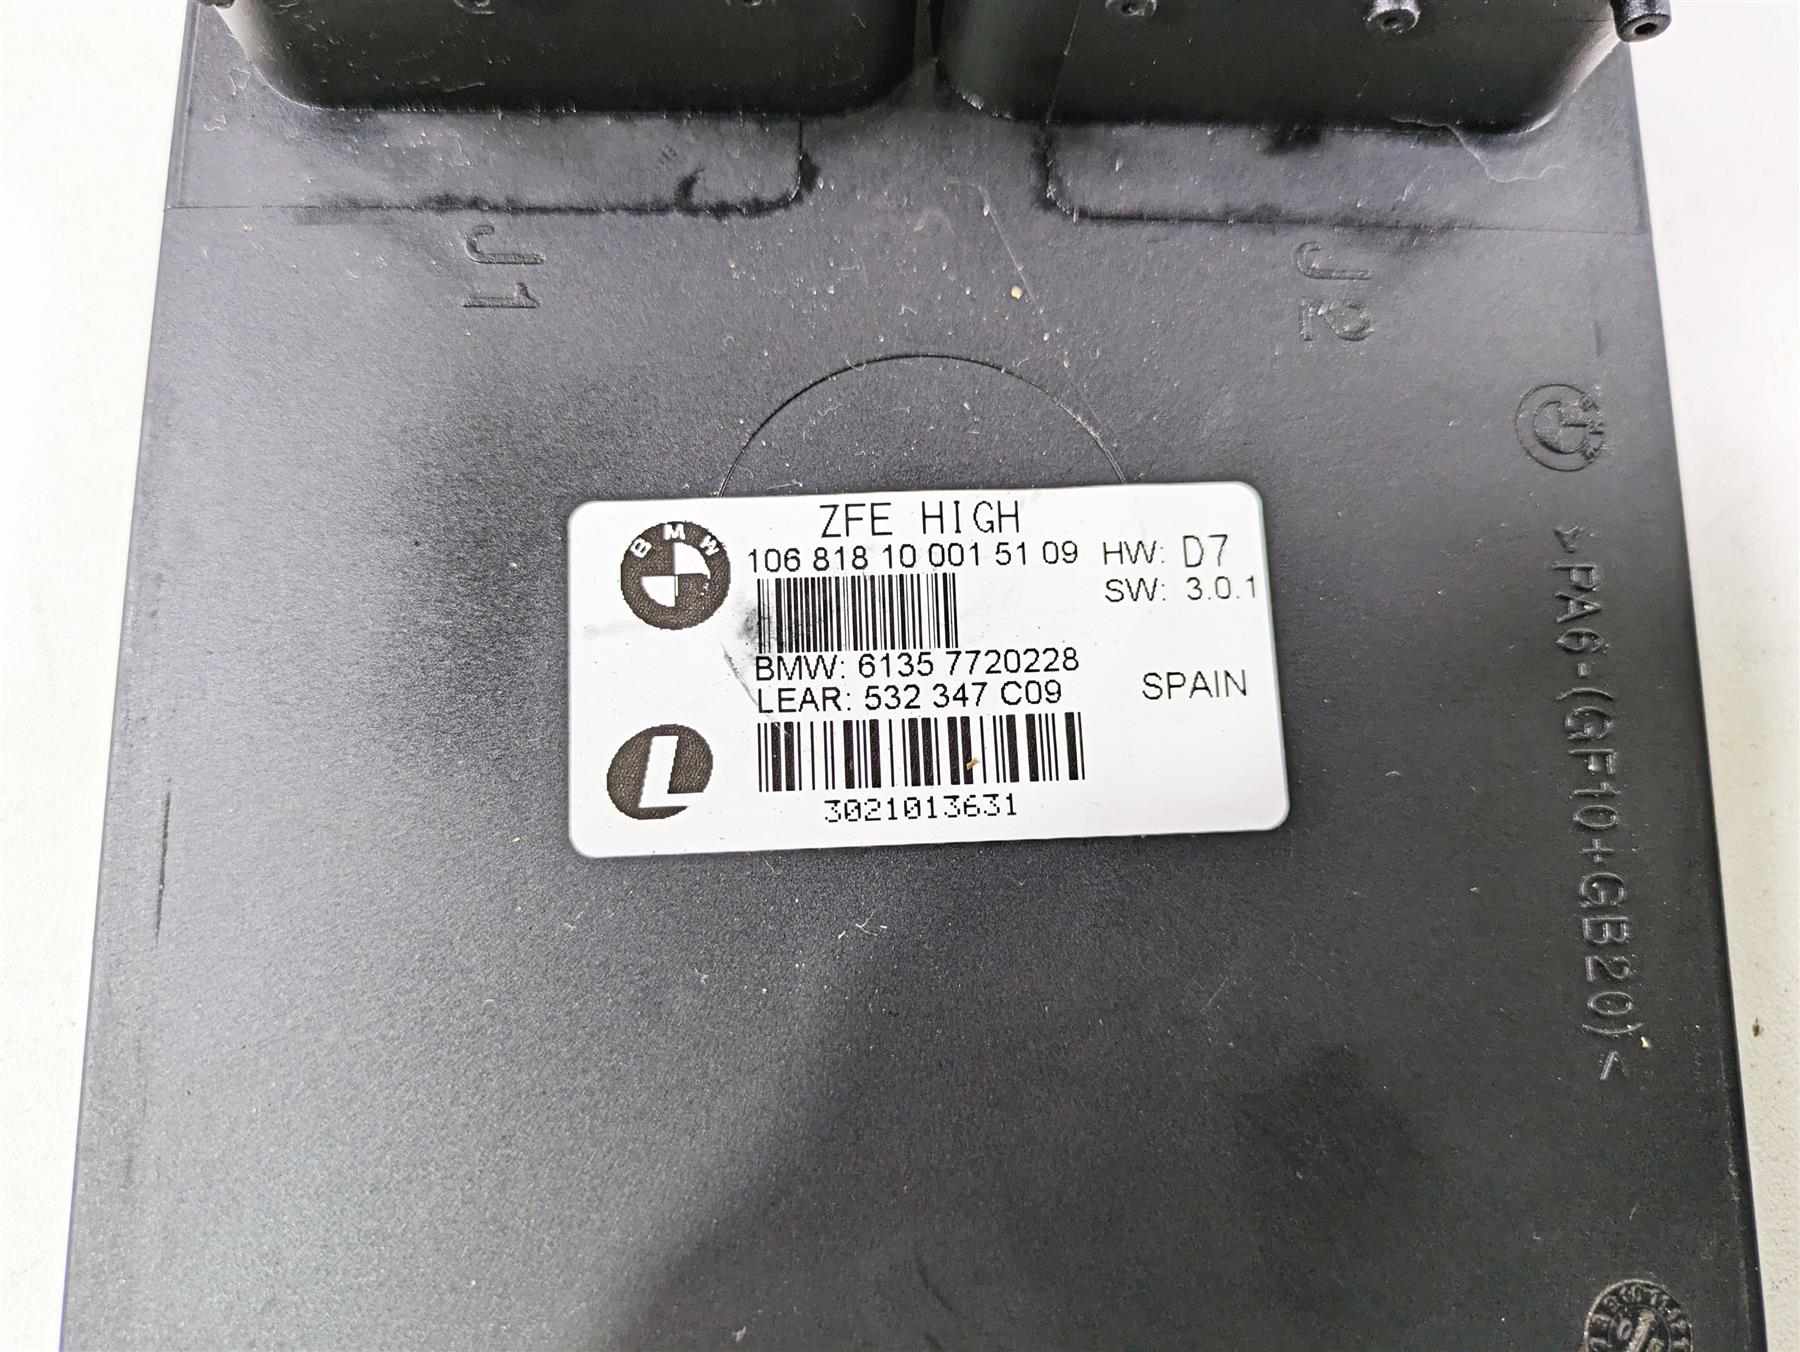 J1
J2
ZFE HIGH
BMW
106 818 10 001 51 09 HW: D7
SW: 3.0.1
BMW: 6135 7720228
LEAR: 532 347 C09
SPAIN
L
3021013631
>PA6-(GF10+GB20)<